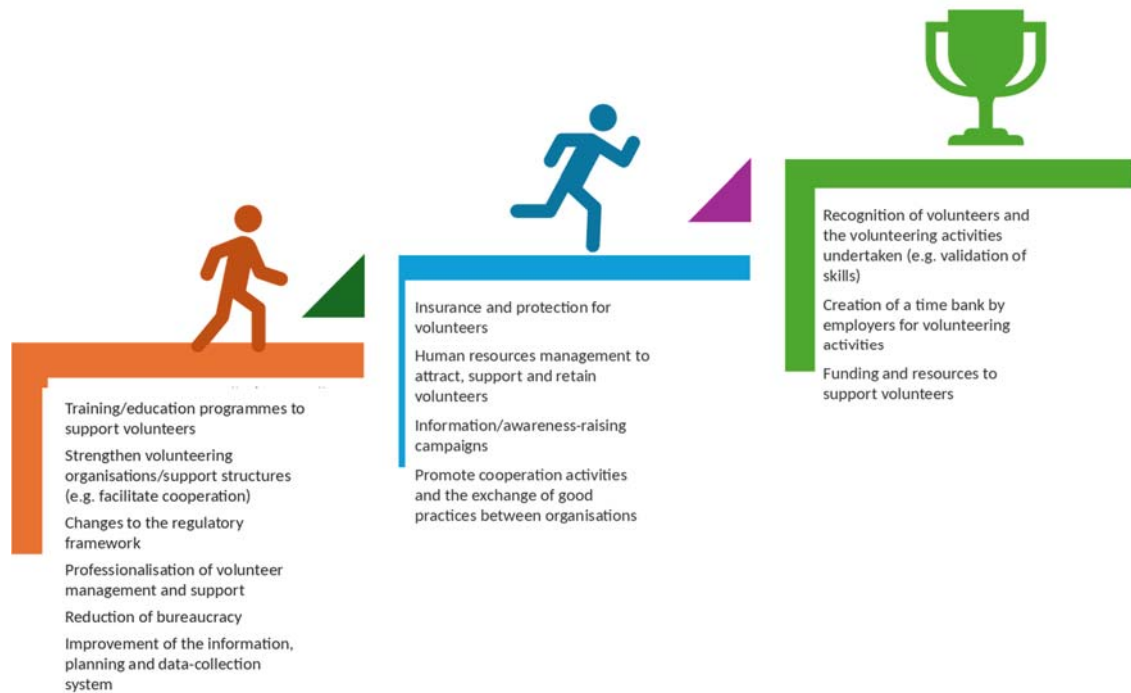 Training/education programmes to
support volunteers
Strengthen volunteering
organisations/support structures
(e.g. facilitate cooperation)
Changes to the regulatory
framework
Professionalisation of volunteer
management and support
Reduction of bureaucracy
Improvement of the information,
planning and data-collection
system
Insurance and protection for
volunteers
Human resources management to
attract, support and retain
volunteers
Information/awareness-raising
campaigns
Promote cooperation activities
and the exchange of good
practices between organisations
Recognition of volunteers and
the volunteering activities
undertaken (e.g. validation of
skills)
Creation of a time bank by
employers for volunteering
activities
Funding and resources to
support volunteers